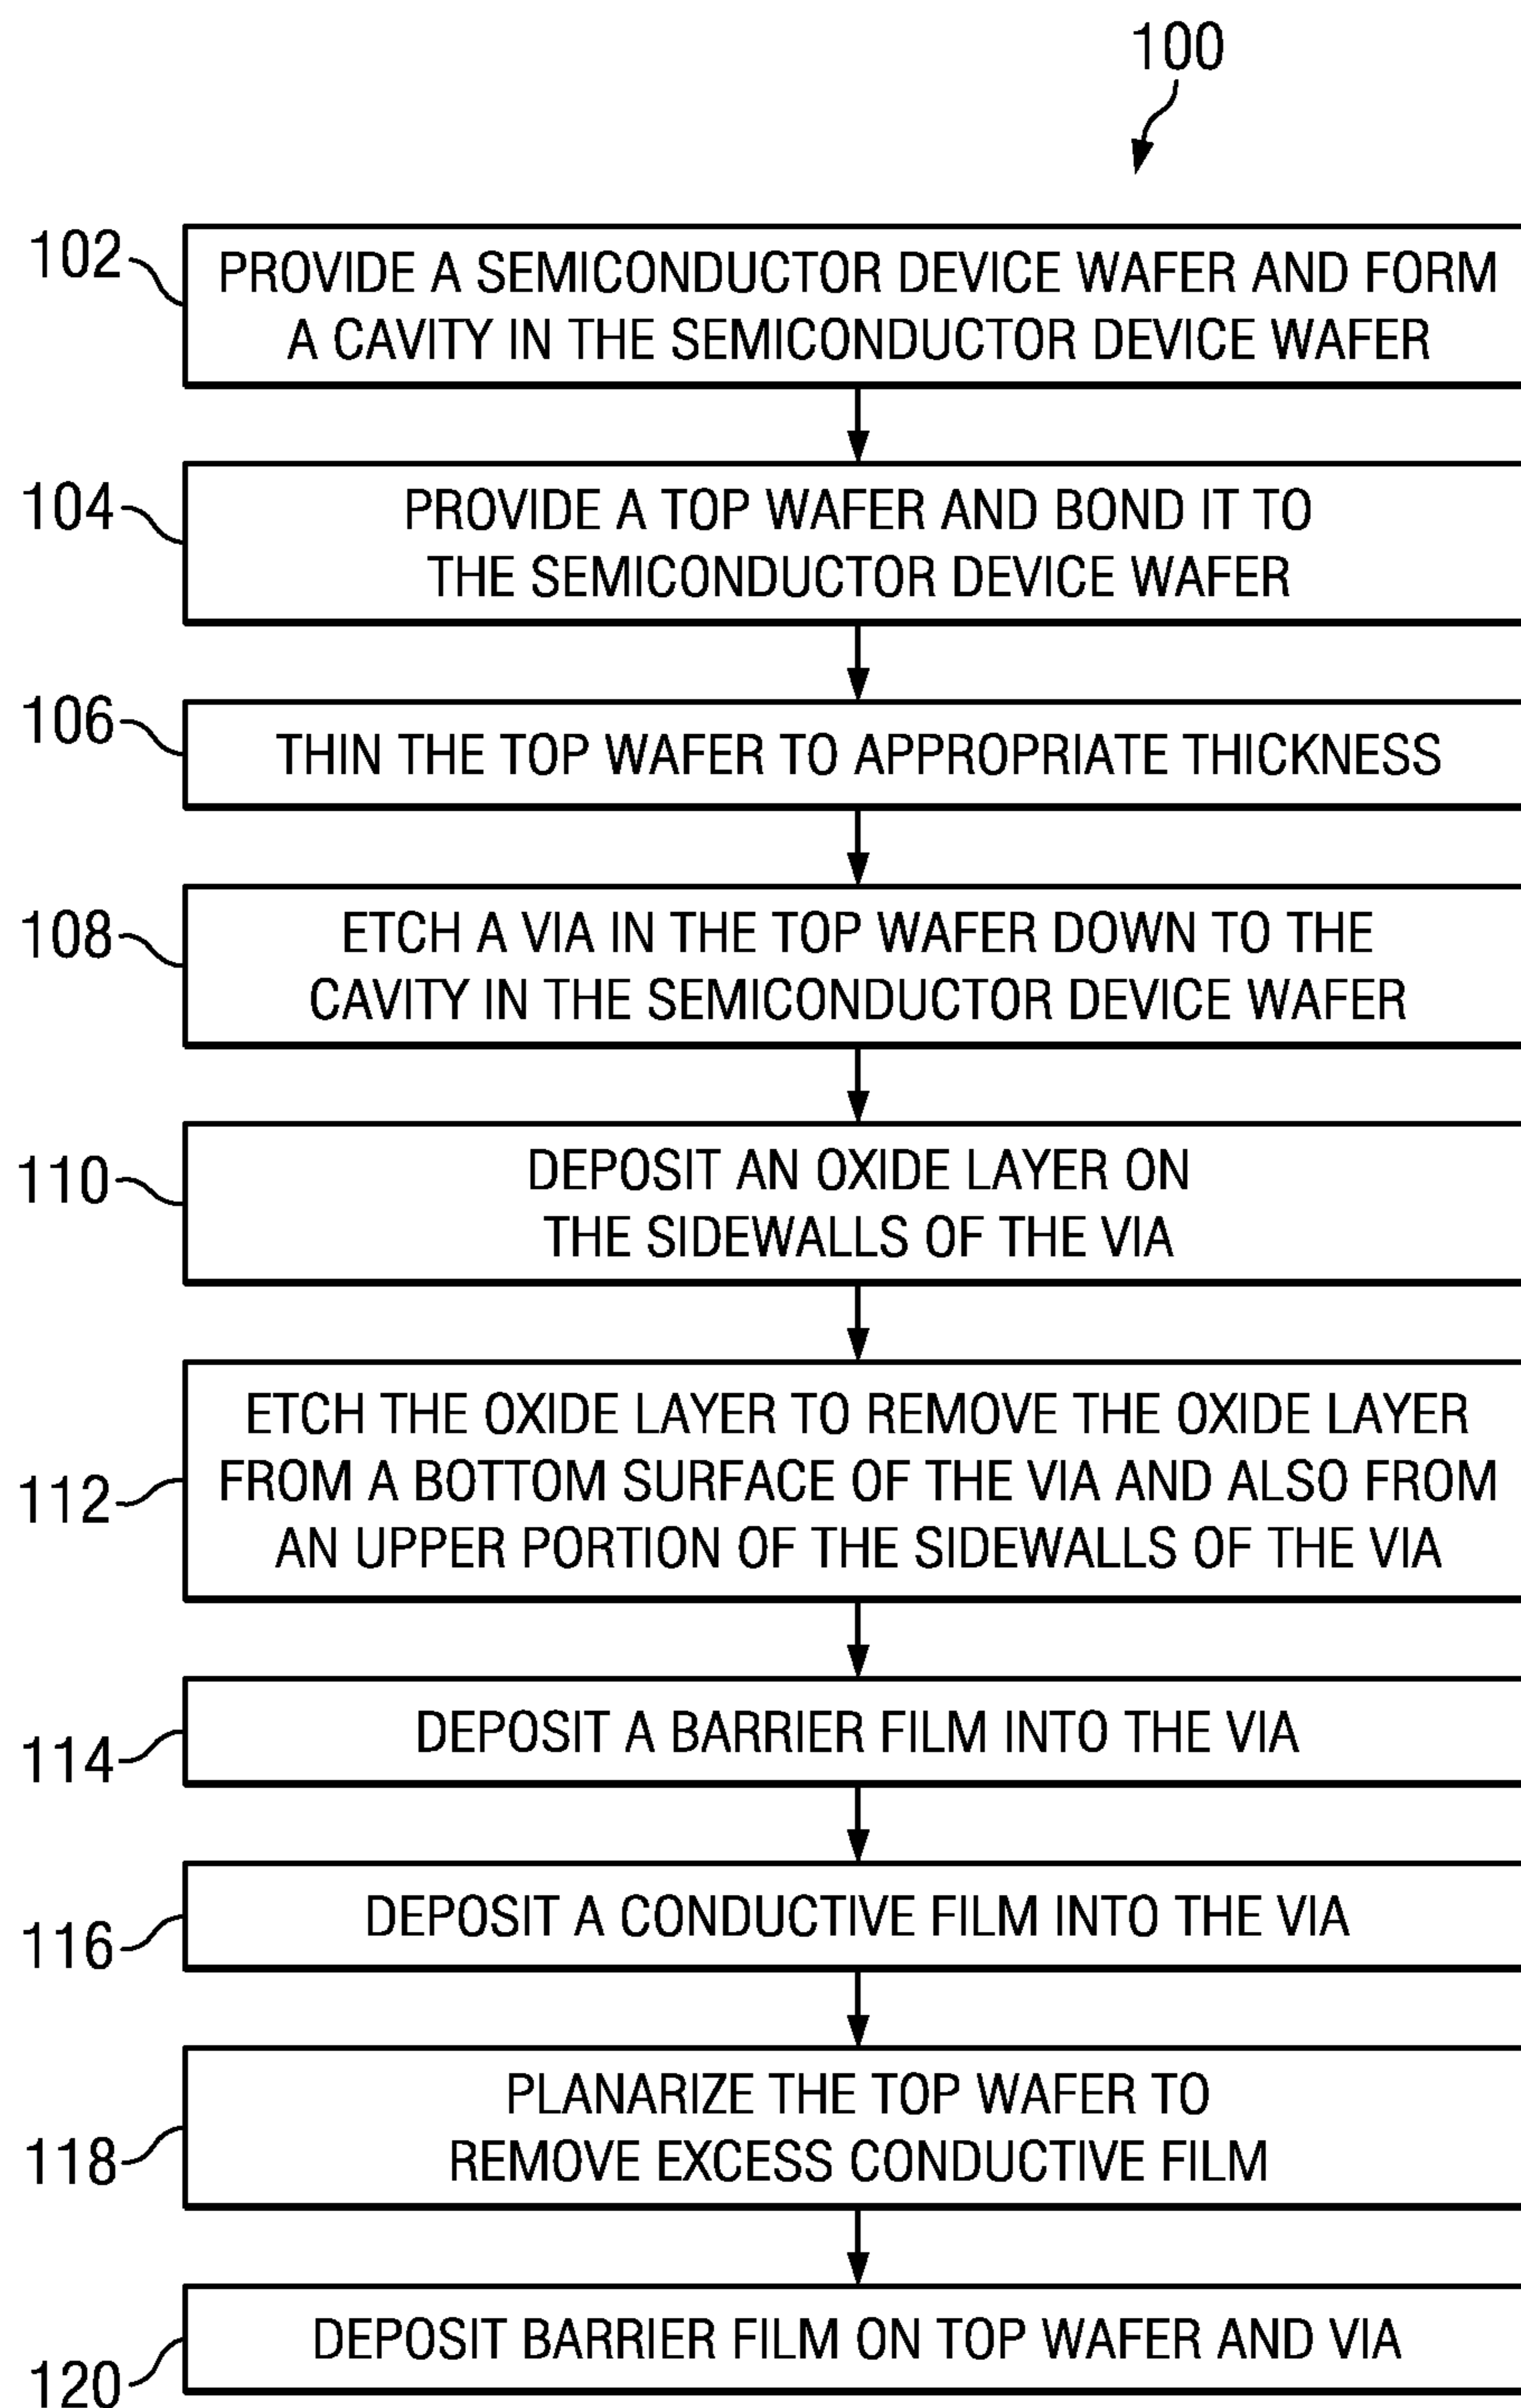 100
102
PROVIDE A SEMICONDUCTOR DEVICE WAFER AND FORM
A CAVITY IN THE SEMICONDUCTOR DEVICE WAFER
104
PROVIDE A TOP WAFER AND BOND IT TO
THE SEMICONDUCTOR DEVICE WAFER
106
THIN THE TOP WAFER TO APPROPRIATE THICKNESS
108
ETCH A VIA IN THE TOP WAFER DOWN TO THE
CAVITY IN THE SEMICONDUCTOR DEVICE WAFER
110
DEPOSIT AN OXIDE LAYER ON
THE SIDEWALLS OF THE VIA
112
ETCH THE OXIDE LAYER TO REMOVE THE OXIDE LAYER
FROM A BOTTOM SURFACE OF THE VIA AND ALSO FROM
AN UPPER PORTION OF THE SIDEWALLS OF THE VIA
114
DEPOSIT A BARRIER FILM INTO THE VIA
116
DEPOSIT A CONDUCTIVE FILM INTO THE VIA
118
PLANARIZE THE TOP WAFER TO
REMOVE EXCESS CONDUCTIVE FILM
120
DEPOSIT BARRIER FILM ON TOP WAFER AND VIA